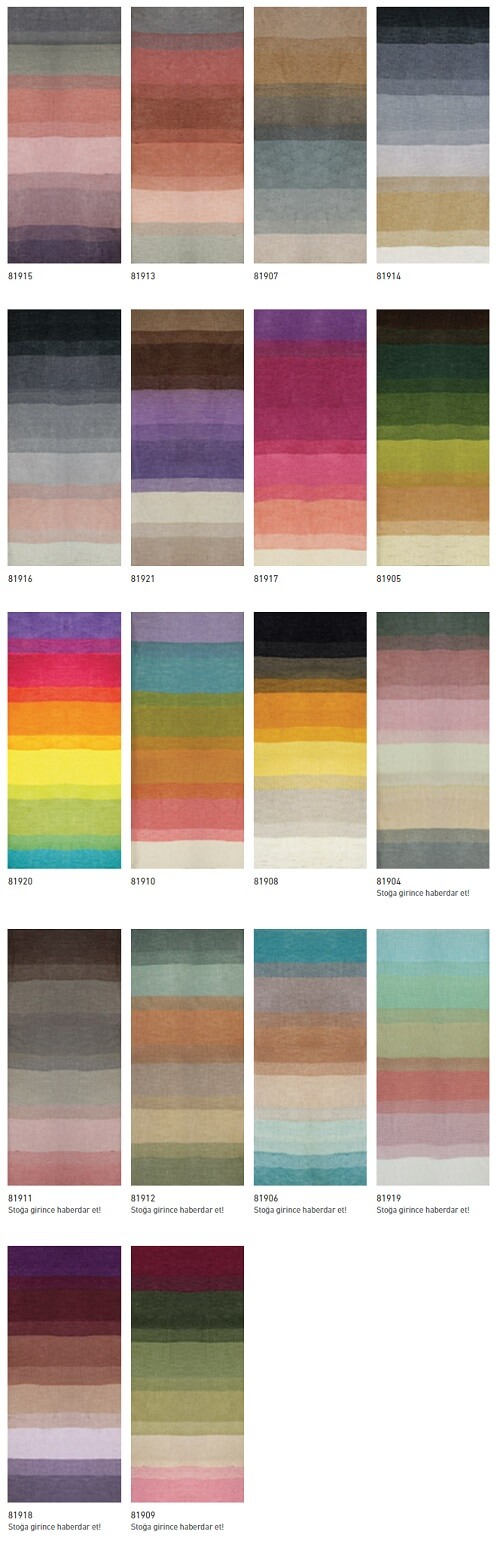 81915
81913
81907
81914
81916
81921
81917
81905
81920
81910
81908
81904
Stoğa girince haberdar et!
81911
Stoğa girince haberdar et!
81912
Stoğa girince haberdar et!
81906
Stoğa girince haberdar et!
81919
Stoğa girince haberdar et!
81918
Stoğa girince haberdar et!
81909
Stoğa girince haberdar et!